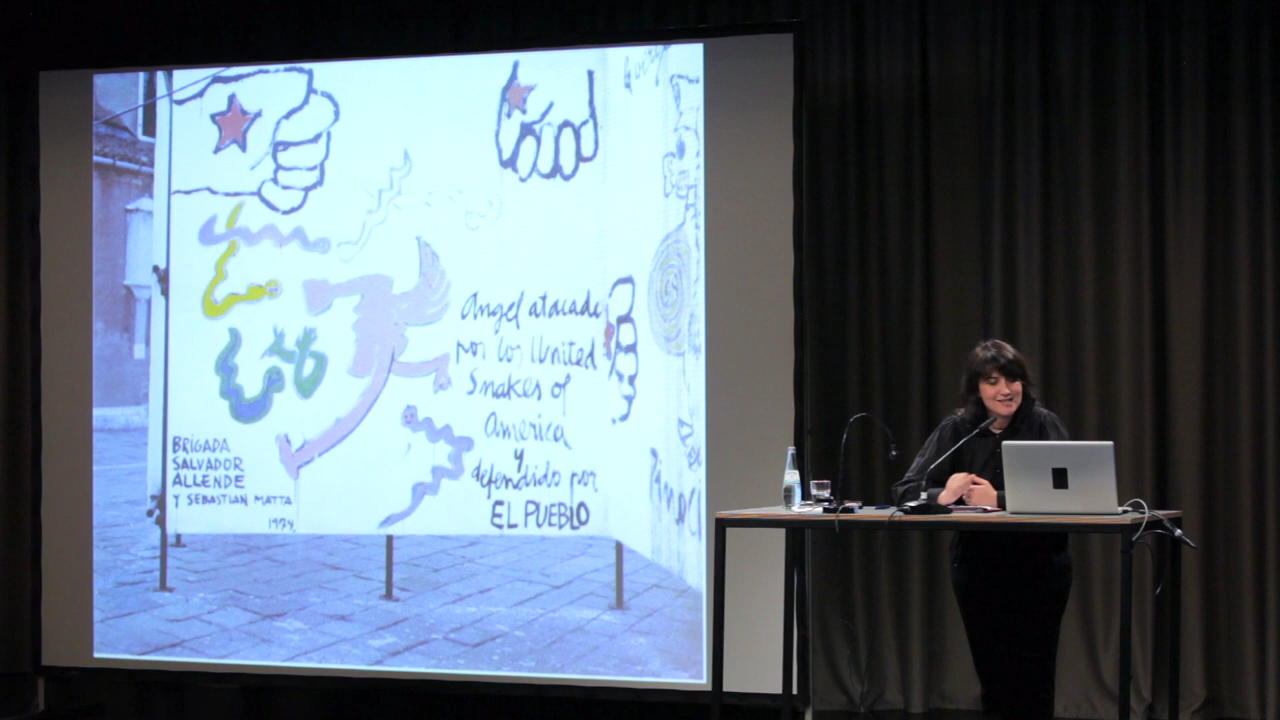 BRIGADA
SALVADOR
ALLENDE
Y SEBASTIAN MATTA
1974
Angel atacado
por los United
Snakes of
America
y
defendido por
EL PUEBLO